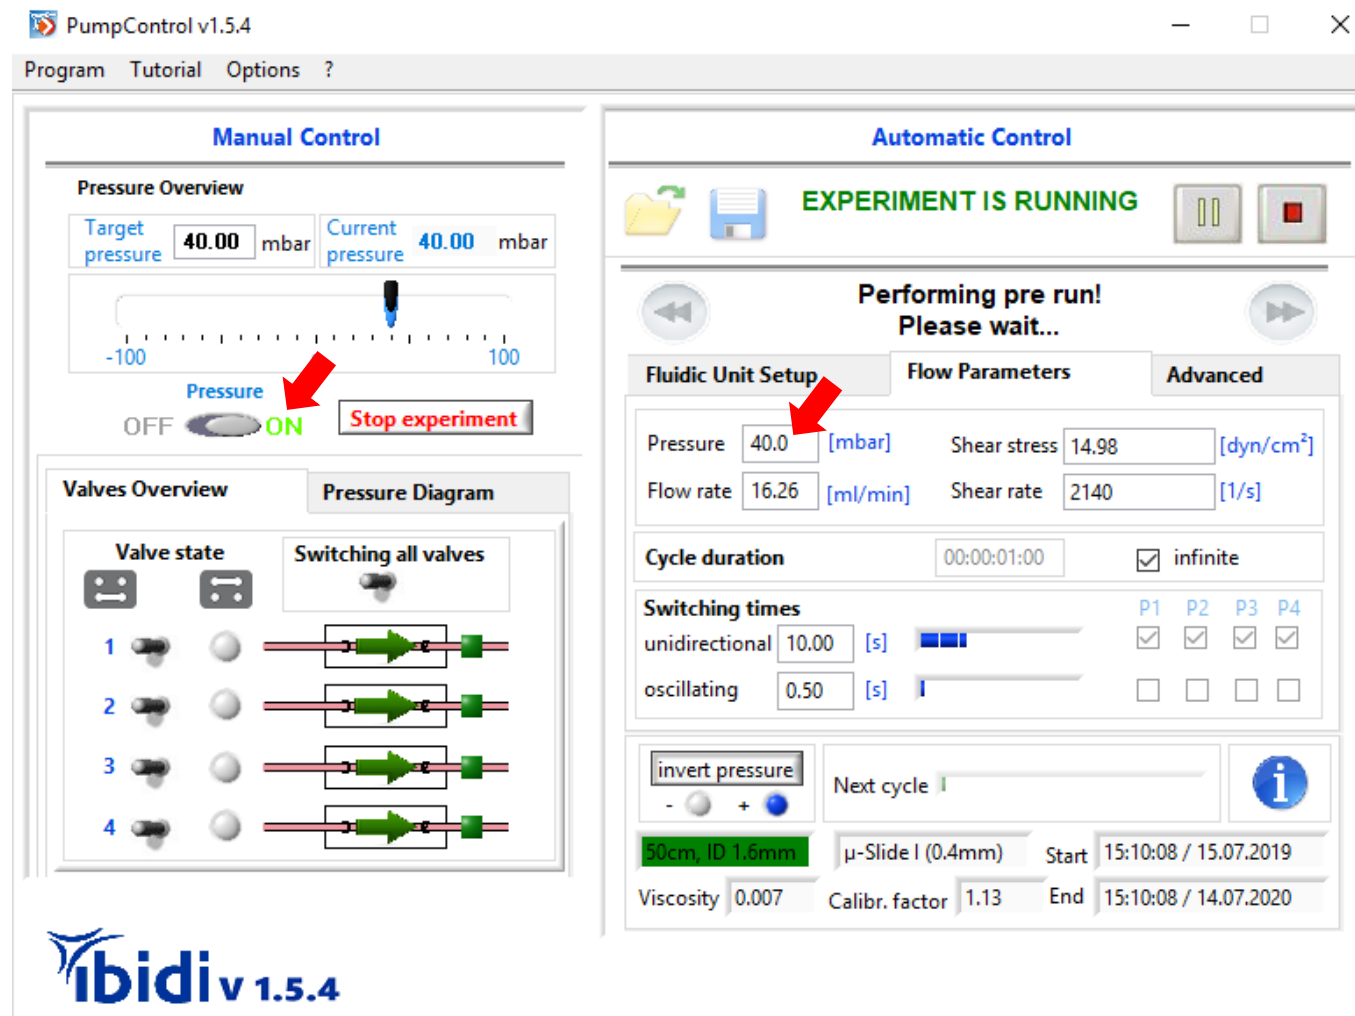 PumpControl v1.5.4
Program Tutorial Options ?
Manual Control
Pressure Overview
Target pressure 40.00 mbar
Current pressure 40.00 mbar
-100 100
Pressure
OFF ON
Stop experiment
Valves Overview
Pressure Diagram
Valve state
Switching all valves
1
2
3
4
ibidi v 1.5.4
Automatic Control
EXPERIMENT IS RUNNING
Performing pre run!
Please wait...
Fluidic Unit Setup
Flow Parameters
Advanced
Pressure 40.0 [mbar] Shear stress 14.98 [dyn/cm²]
Flow rate 16.26 [ml/min] Shear rate 2140 [1/s]
Cycle duration 00:00:01:00 infinite
Switching times P1 P2 P3 P4
unidirectional 10.00 [s]
oscillating 0.50 [s]
invert pressure
- +
Next cycle
i
50cm, ID 1.6mm µ-Slide I (0.4mm) Start 15:10:08 / 15.07.2019
Viscosity 0.007 Calibr. factor 1.13 End 15:10:08 / 14.07.2020